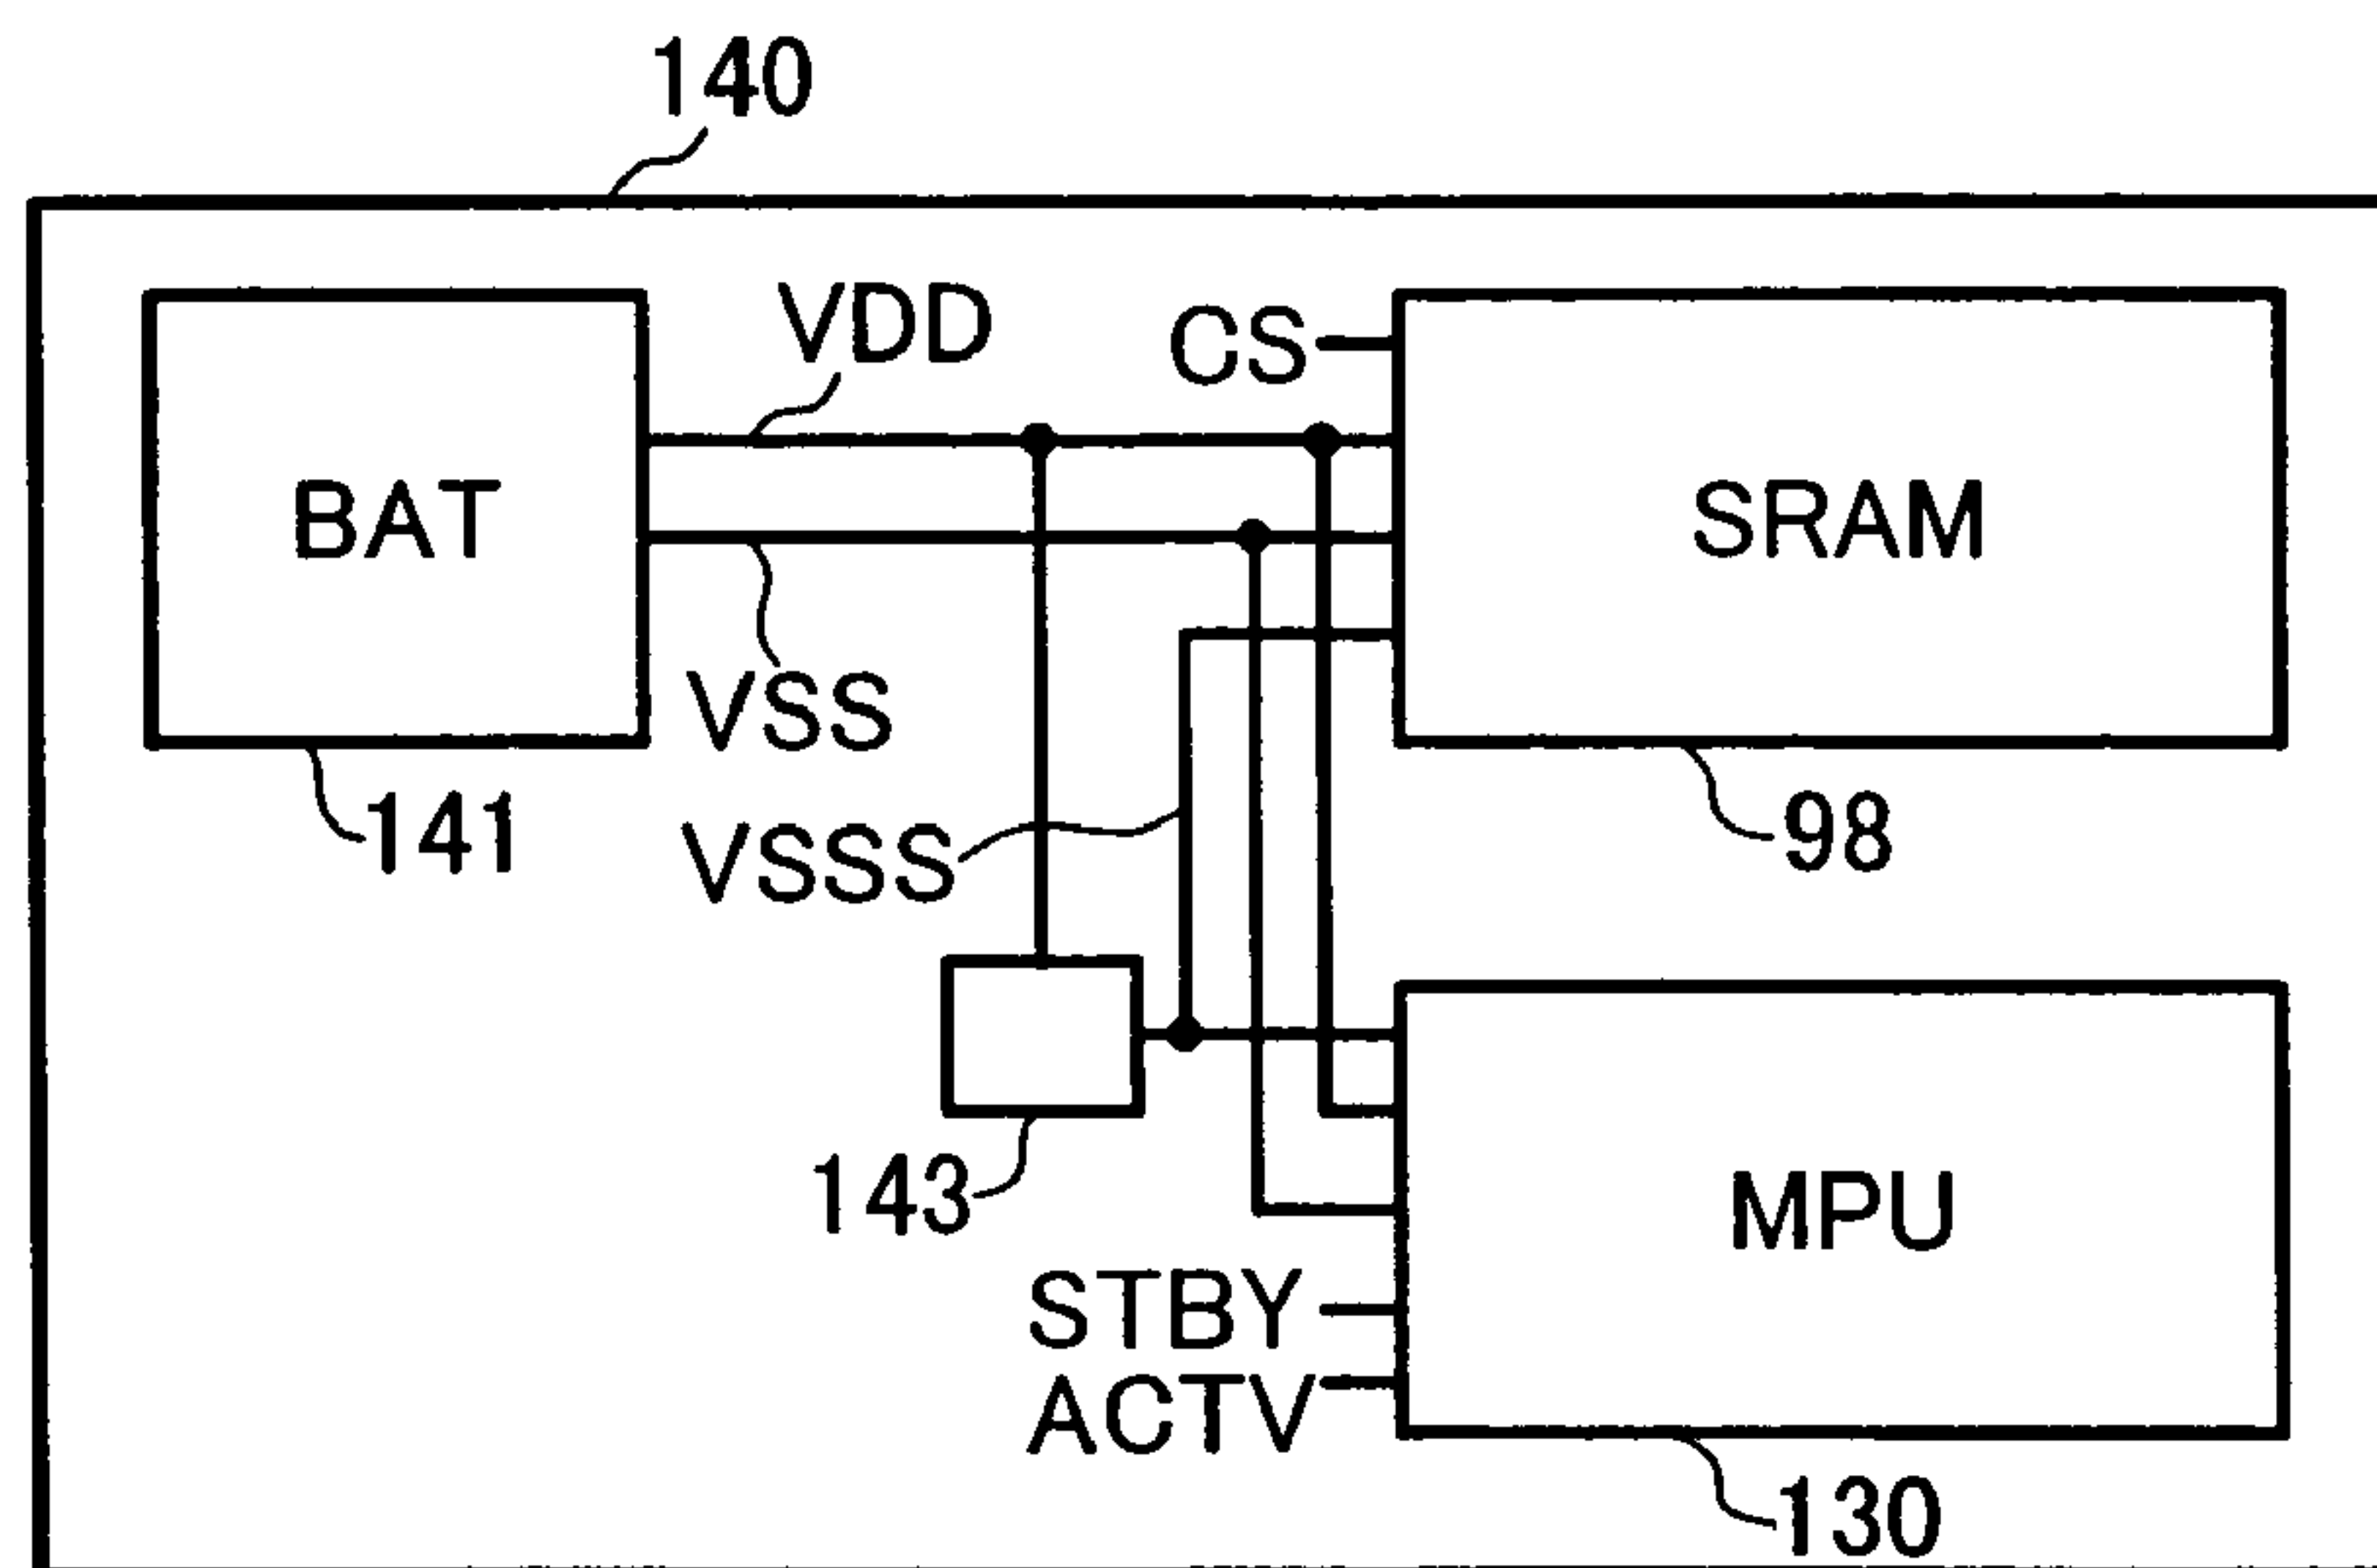 140
VDD
CS
BAT
SRAM
VSS
141
98
VSSS
143
MPU
STBY
ACTV
130